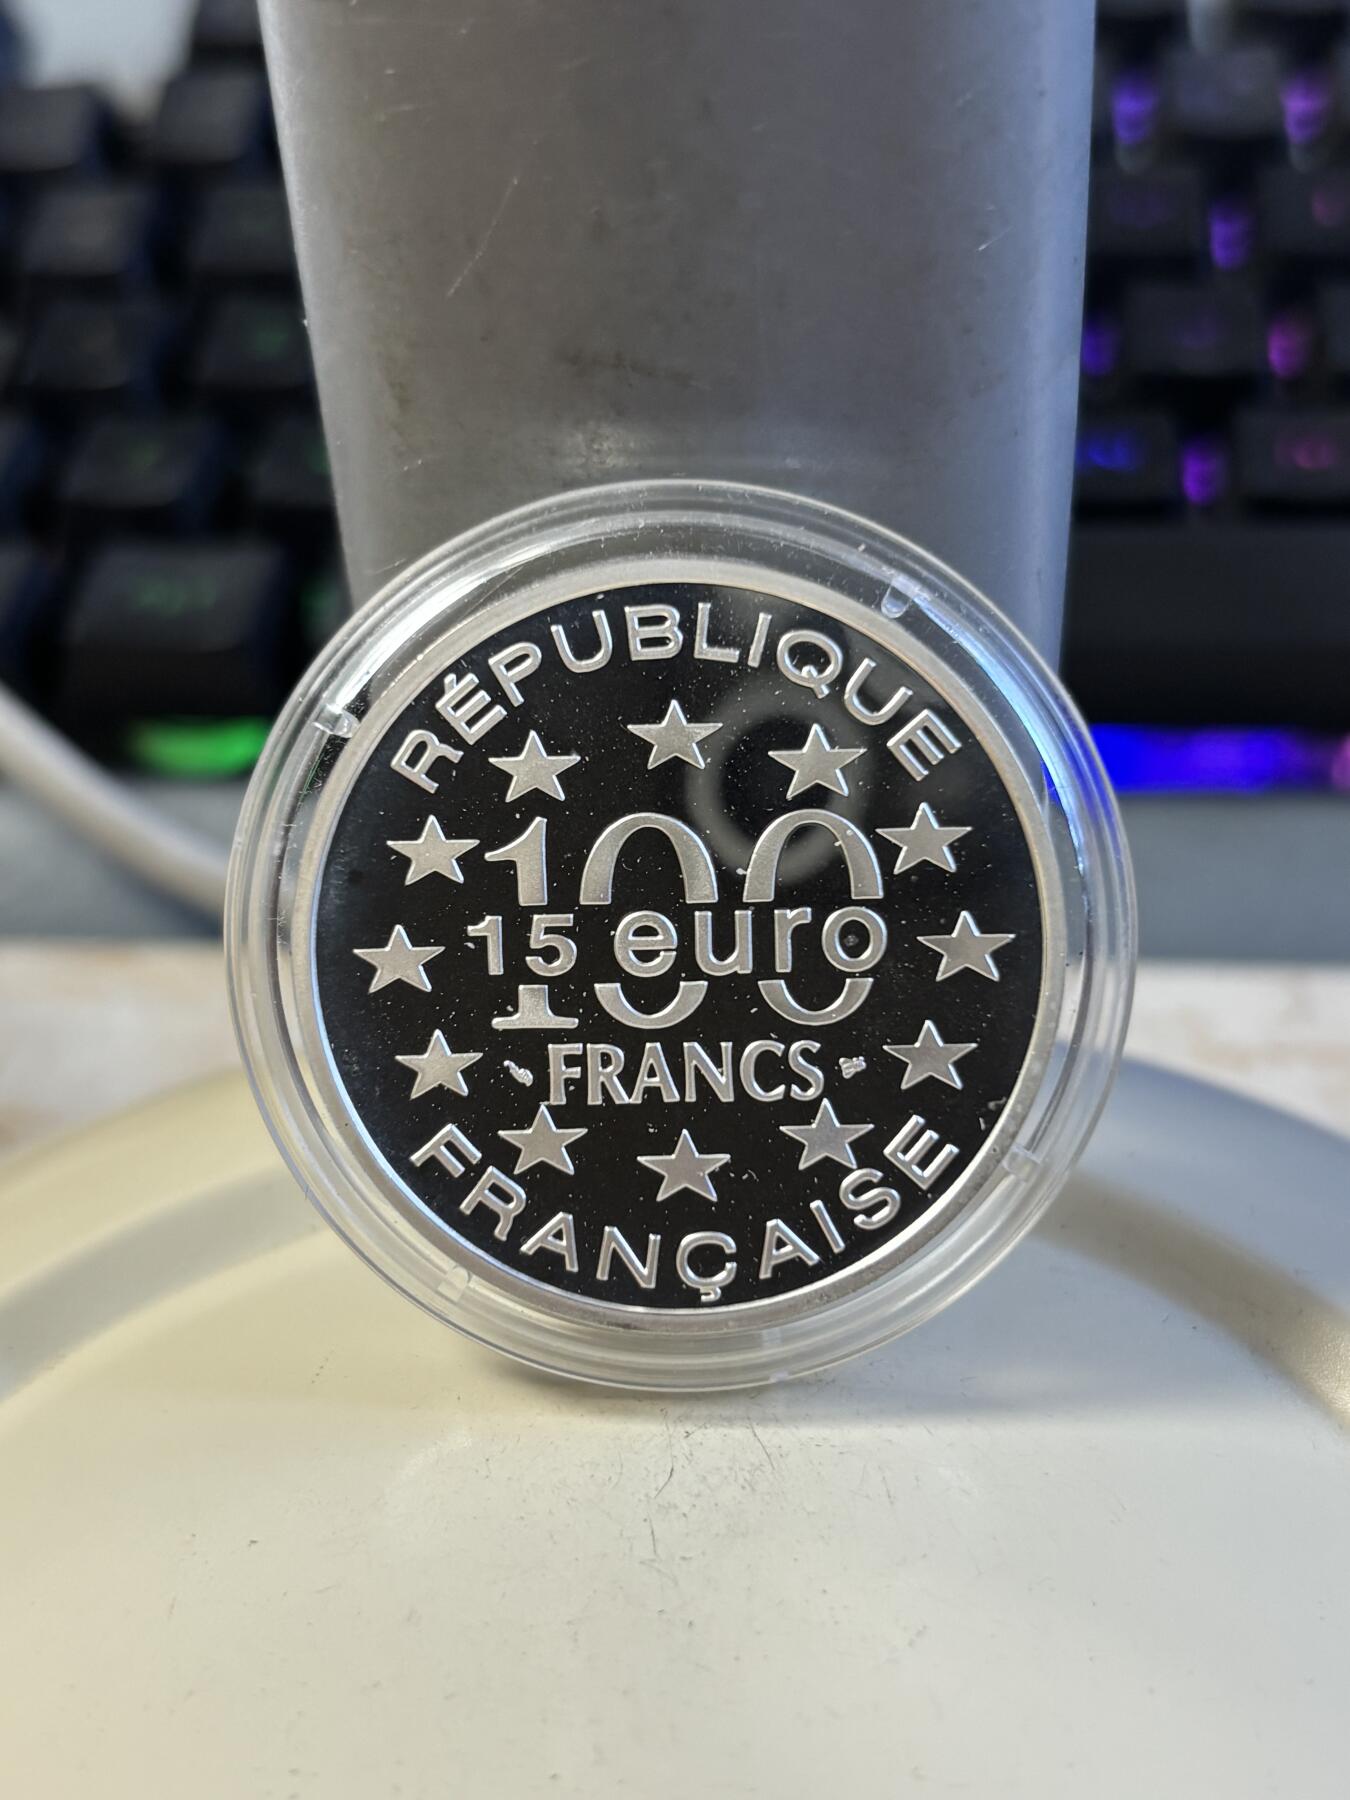 RÉPUBLIQUE
100
15 euro
FRANCS
FRANÇAISE